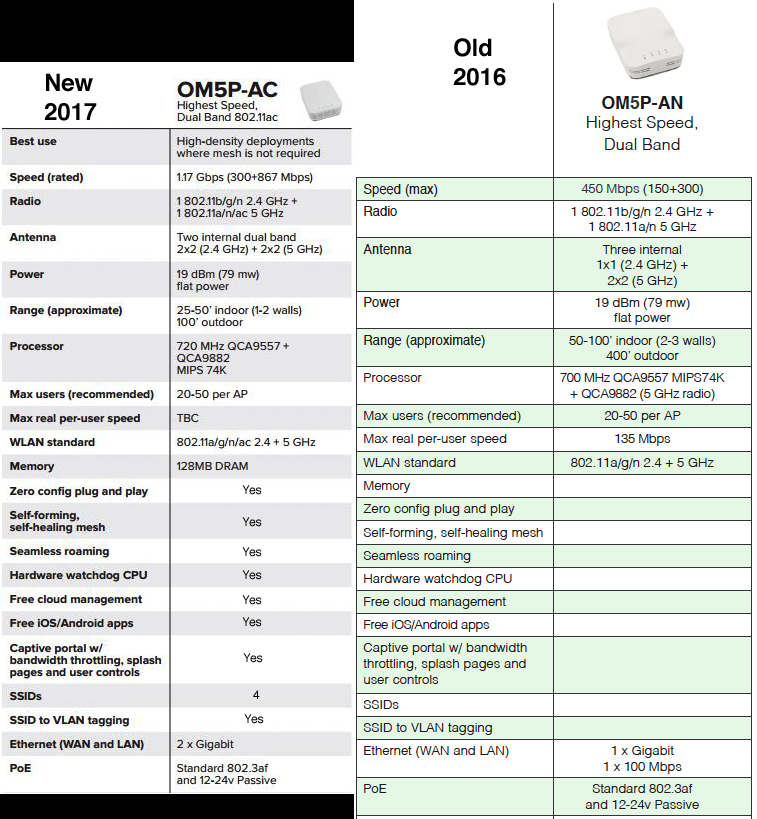 New
2017
OM5P-AC
Highest Speed,
Dual Band 802.11ac
Best use
High-density deployments
where mesh is not required
Speed (rated)
1.17 Gbps (300+867 Mbps)
Radio
1 802.11b/g/n 2.4 GHz +
1 802.11a/n/ac 5 GHz
Antenna
Two internal dual band
2x2 (2.4 GHz) + 2x2 (5 GHz)
Power
19 dBm (79 mw)
flat power
Range (approximate)
25-50' indoor (1-2 walls)
100' outdoor
Processor
720 MHz QCA9557 +
QCA9882
MIPS 74K
Max users (recommended)
20-50 per AP
Max real per-user speed
TBC
WLAN standard
802.11a/g/n/ac 2.4 + 5 GHz
Memory
128MB DRAM
Zero config plug and play
Yes
Self-forming,
self-healing mesh
Yes
Seamless roaming
Yes
Hardware watchdog CPU
Yes
Free cloud management
Yes
Free iOS/Android apps
Yes
Captive portal w/
bandwidth throttling, splash
pages and user controls
Yes
SSIDs
4
SSID to VLAN tagging
Yes
Ethernet (WAN and LAN)
2 x Gigabit
PoE
Standard 802.3af
and 12-24v Passive
Old
2016
OM5P-AN
Highest Speed,
Dual Band
Speed (max)
450 Mbps (150+300)
Radio
1 802.11b/g/n 2.4 GHz +
1 802.11a/n 5 GHz
Antenna
Three internal
1x1 (2.4 GHz) +
2x2 (5 GHz)
Power
19 dBm (79 mw)
flat power
Range (approximate)
50-100' indoor (2-3 walls)
400' outdoor
Processor
700 MHz QCA9557 MIPS74K
+ QCA9882 (5 GHz radio)
Max users (recommended)
20-50 per AP
Max real per-user speed
135 Mbps
WLAN standard
802.11a/g/n 2.4 + 5 GHz
Memory
Zero config plug and play
Self-forming, self-healing mesh
Seamless roaming
Hardware watchdog CPU
Free cloud management
Free iOS/Android apps
Captive portal w/ bandwidth
throttling, splash pages and
user controls
SSIDs
SSID to VLAN tagging
Ethernet (WAN and LAN)
1 x Gigabit
1 x 100 Mbps
PoE
Standard 802.3af
and 12-24v Passive